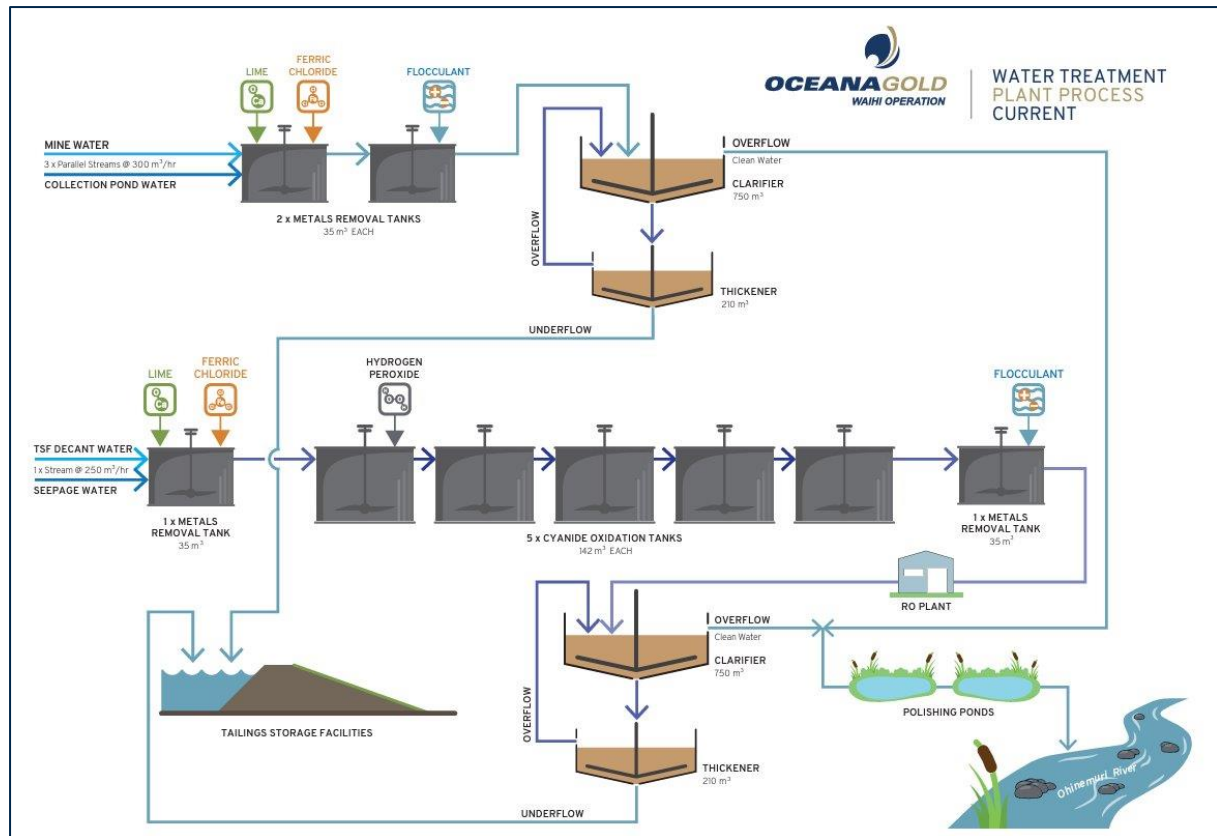 OCEANAGOLD
WAIHI OPERATION
WATER TREATMENT
PLANT PROCESS
CURRENT
LIME
FERRIC
CHLORIDE
FLOCCULANT
MINE WATER
3 x Parallel Streams @ 300 m³/hr
COLLECTION POND WATER
2 x METALS REMOVAL TANKS
35 m³ EACH
OVERFLOW
OVERFLOW
Clean Water
CLARIFIER
750 m³
THICKENER
210 m³
UNDERFLOW
LIME
FERRIC
CHLORIDE
HYDROGEN
PEROXIDE
FLOCCULANT
TSF DECANT WATER
1 x Stream @ 250 m³/hr
SEEPAGE WATER
1 x METALS
REMOVAL TANK
35 m³
5 x CYANIDE OXIDATION TANKS
142 m³ EACH
1 x METALS
REMOVAL TANK
35 m³
RO PLANT
OVERFLOW
OVERFLOW
Clean Water
CLARIFIER
750 m³
POLISHING PONDS
TAILINGS STORAGE FACILITIES
THICKENER
210 m³
UNDERFLOW
Ohinemuri River